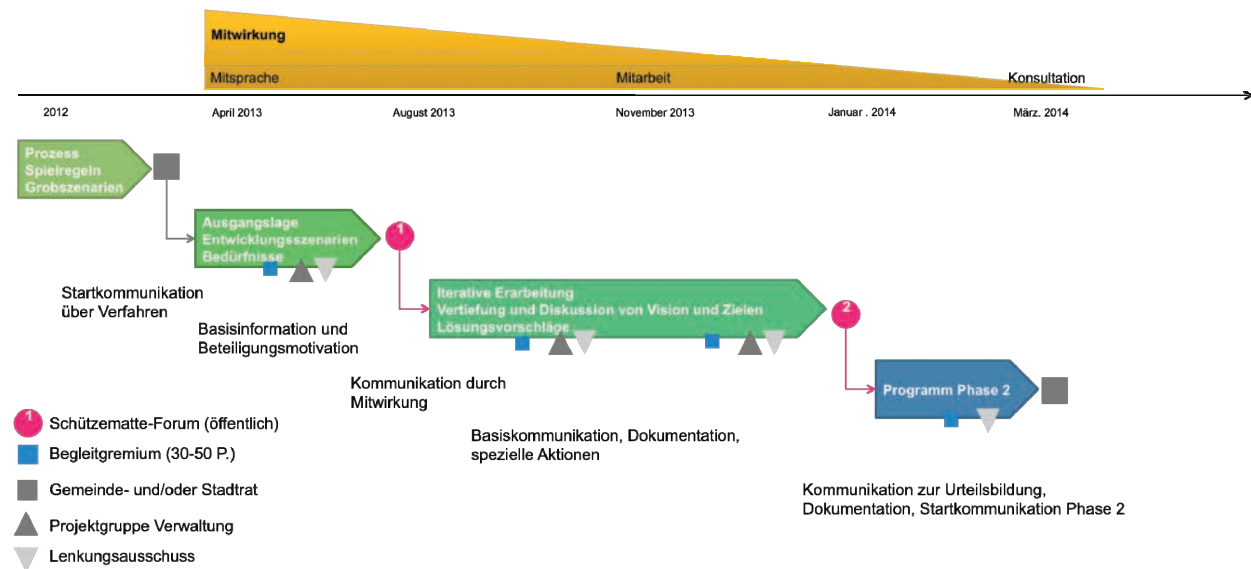 Mitwirkung
Mitsprache
Mitarbeit
Konsultation
2012
April 2013
August 2013
November 2013
Januar . 2014
März. 2014
Prozess
Spielregeln
Grobszenarien
Ausgangslage
Entwicklungsszenarien
Bedürfnisse
1
Iterative Erarbeitung
Vertiefung und Diskussion von Vision und Zielen
Lösungsvorschläge
2
Programm Phase 2
Startkommunikation
über Verfahren
Basisinformation und
Beteiligungsmotivation
Kommunikation durch
Mitwirkung
Basiskommunikation, Dokumentation,
spezielle Aktionen
Kommunikation zur Urteilsbildung,
Dokumentation, Startkommunikation Phase 2
1
Schützematte-Forum (öffentlich)
Begleitgremium (30-50 P.)
Gemeinde- und/oder Stadtrat
Projektgruppe Verwaltung
Lenkungsausschuss